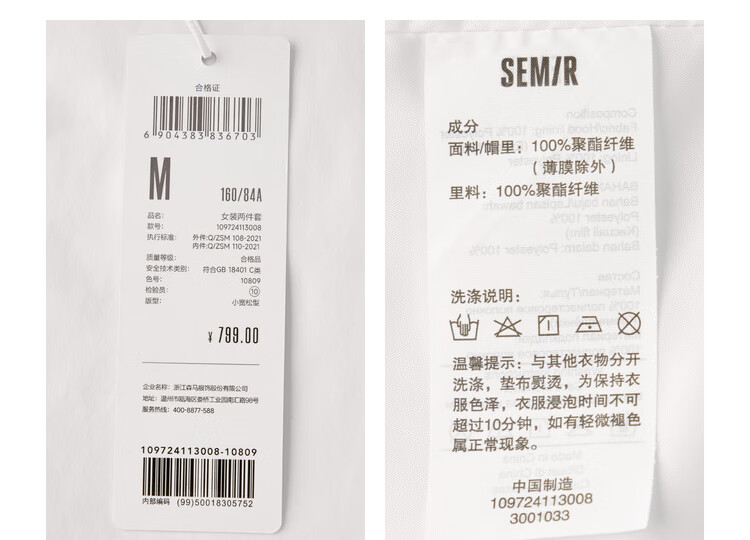 合格证
6 904383 836703
M
160/84A
品名: 女装两件套
款号: 109724113008
执行标准: 外件:Q/ZSM 108-2021
内件:Q/ZSM 110-2021
质量等级: 合格品
安全技术类别: 符合GB 18401 C类
色号: 10809
检验员: 10
版型: 小宽松型
¥ 799.00
企业名称: 浙江森马服饰股份有限公司
地址: 温州市瓯海区娄桥工业园南汇路98号
服务热线: 400-8877-588
109724113008-10809
内部编码 (99)50018305752
SEMIR
成分
面料/帽里: 100%聚酯纤维
(薄膜除外)
里料: 100%聚酯纤维
洗涤说明:
温馨提示: 与其他衣物分开
洗涤, 垫布熨烫, 为保持衣
服色泽, 衣服浸泡时间不可
超过10分钟, 如有轻微褪色
属正常现象。
中国制造
109724113008
3001033